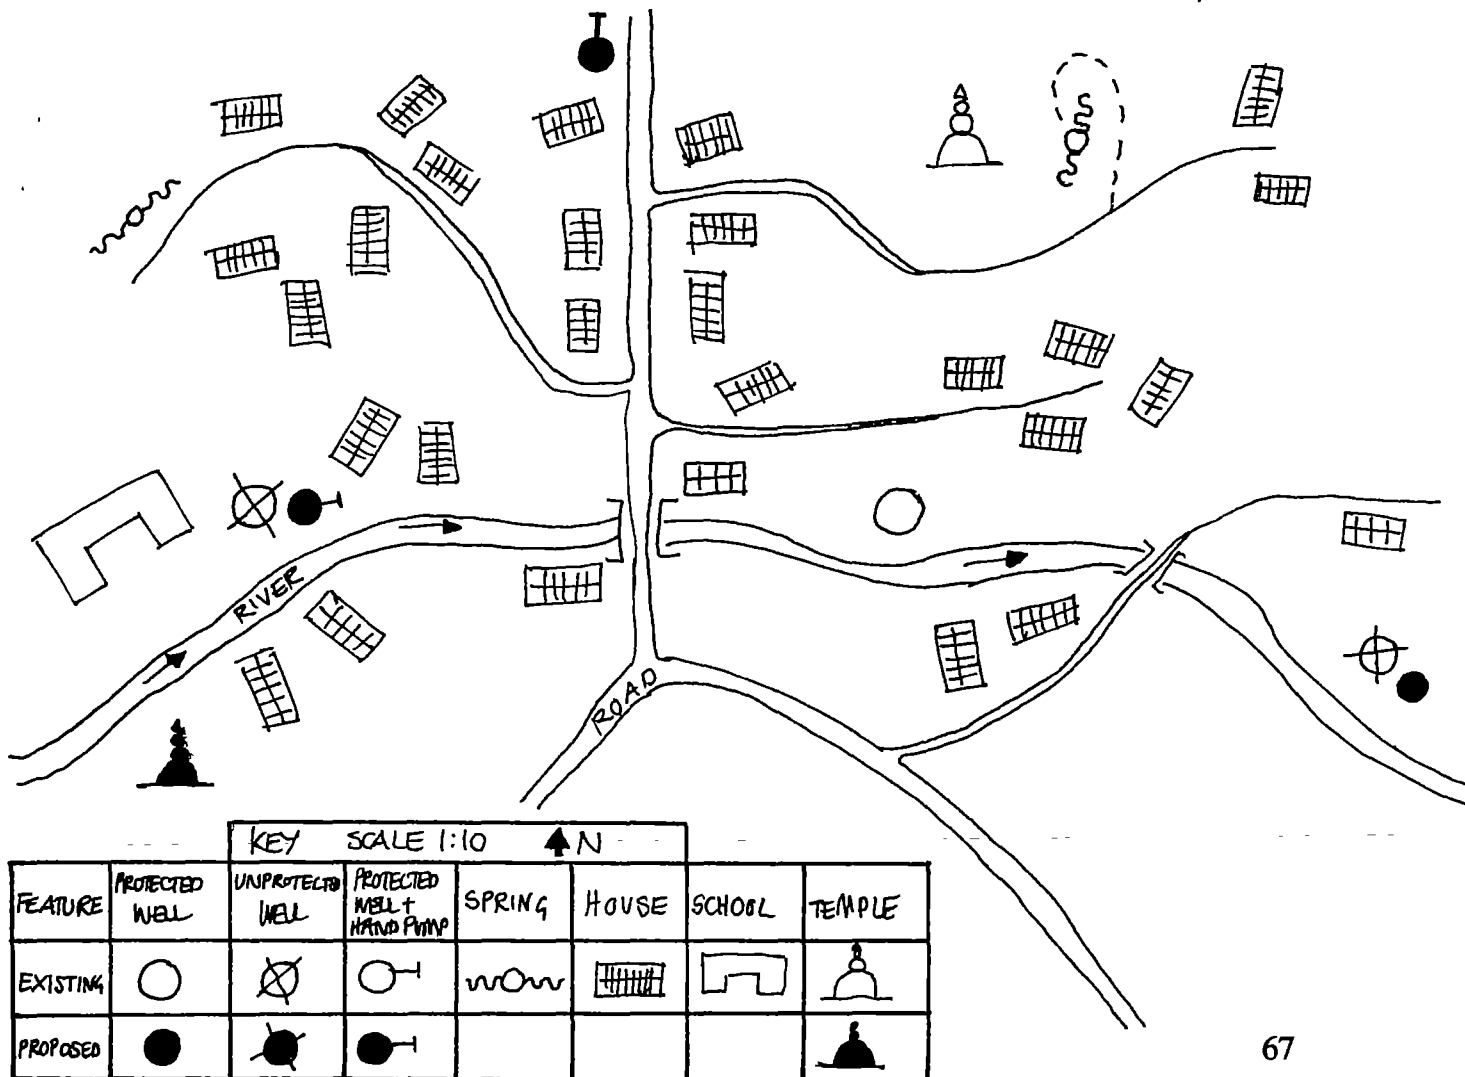 RIVER
ROAD
KEY SCALE 1:10 N
FEATURE PROTECTED WELL UNPROTECTED WELL PROTECTED WELL + HAND PUMP SPRING HOUSE SCHOOL TEMPLE
EXISTING
PROPOSED
67